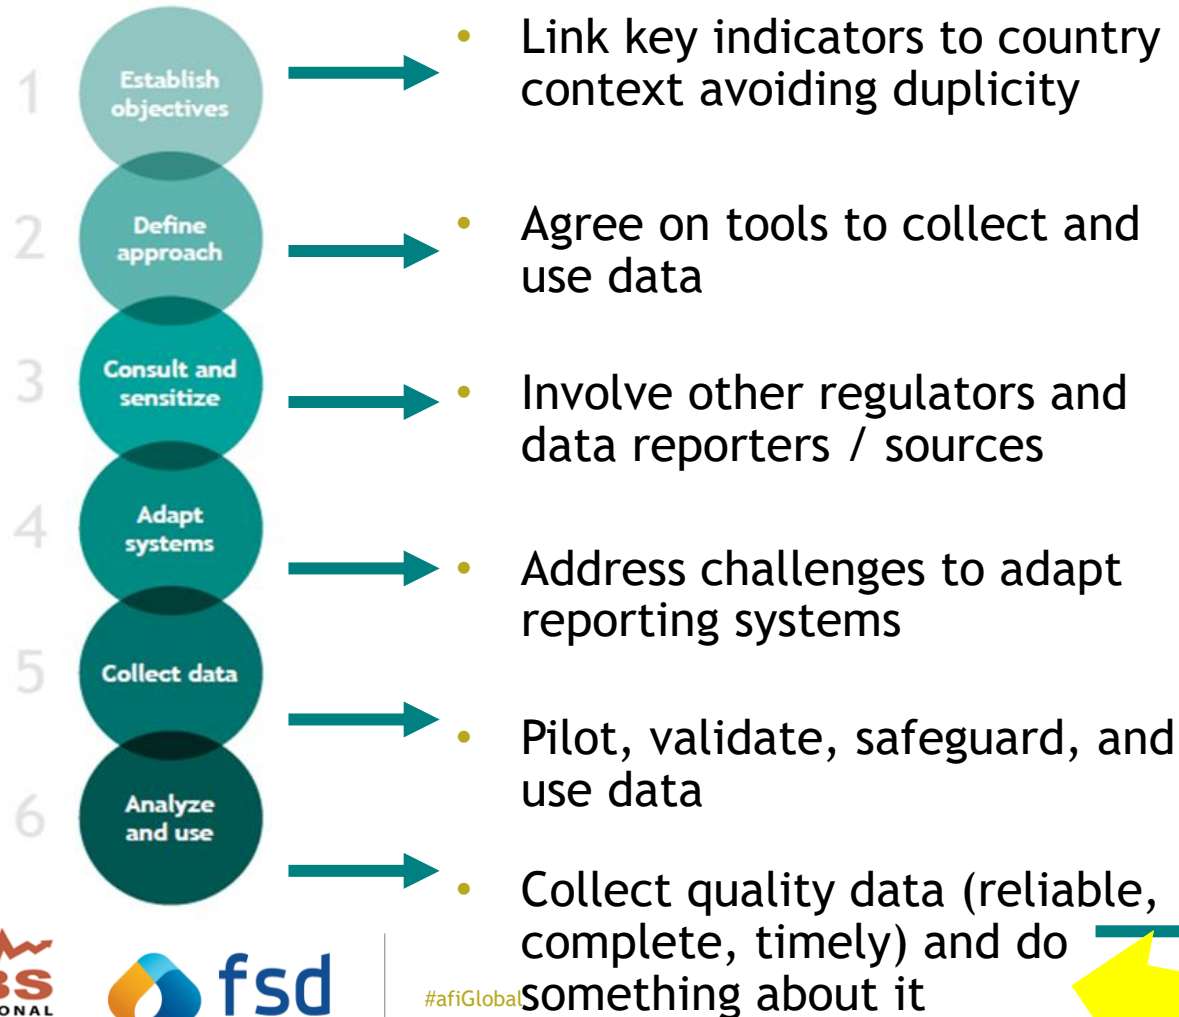 1
Establish
objectives
• Link key indicators to country
context avoiding duplicity
2
Define
approach
• Agree on tools to collect and
use data
3
Consult and
sensitize
• Involve other regulators and
data reporters / sources
4
Adapt
systems
• Address challenges to adapt
reporting systems
5
Collect data
• Pilot, validate, safeguard, and
use data
6
Analyze
and use
• Collect quality data (reliable,
complete, timely) and do
something about it
BS
ONAL
fsd
#afiGlobal